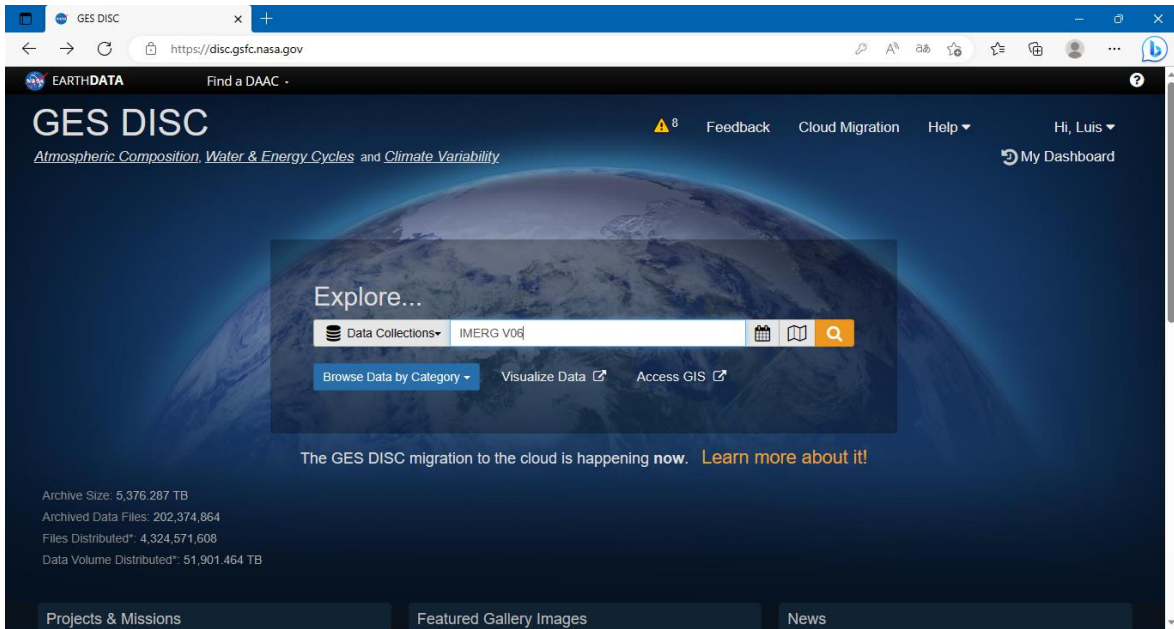 GES DISC
https://disc.gsfc.nasa.gov
EARTHDATA Find a DAAC
GES DISC
8 Feedback Cloud Migration Help Hi, Luis
Atmospheric Composition, Water & Energy Cycles and Climate Variability
My Dashboard
Explore...
Data Collections IMERG V06
Browse Data by Category Visualize Data Access GIS
The GES DISC migration to the cloud is happening now. Learn more about it!
Archive Size: 5,376.287 TB
Archived Data Files: 202,374,864
Files Distributed*: 4,324,571,608
Data Volume Distributed*: 51,901.464 TB
Projects & Missions Featured Gallery Images News